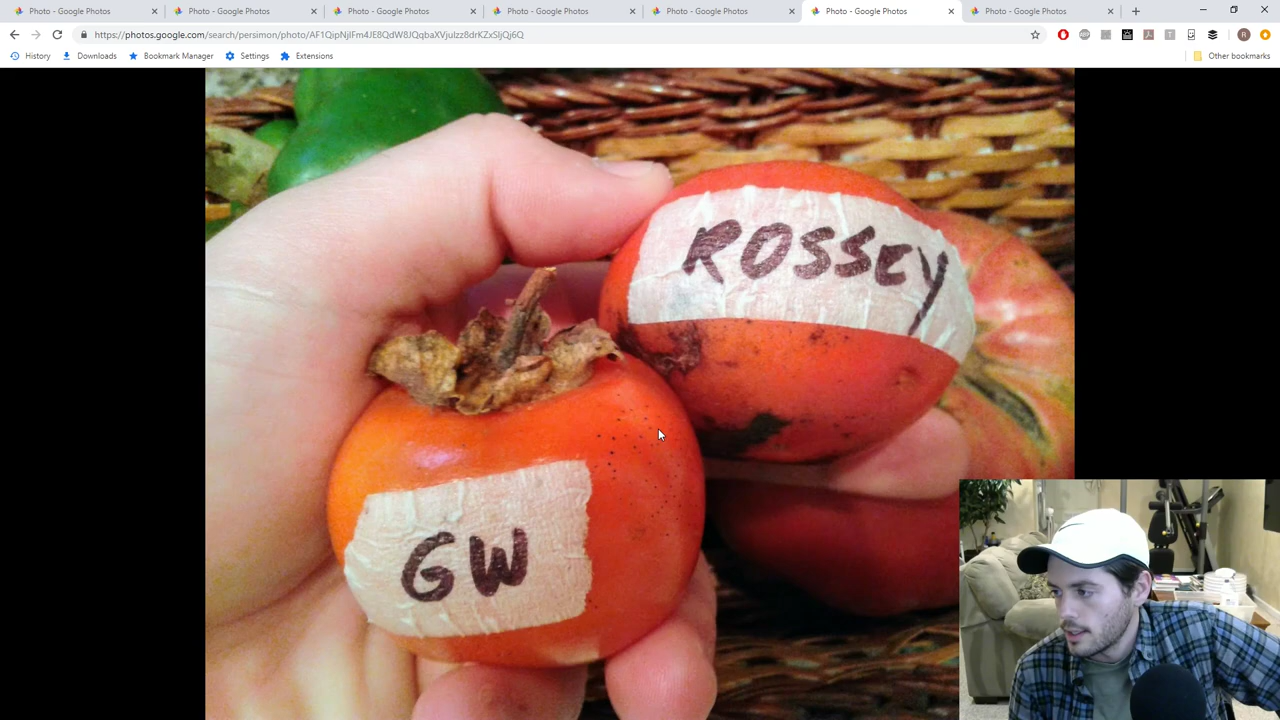 Photo - Google Photos
Photo - Google Photos
Photo - Google Photos
Photo - Google Photos
Photo - Google Photos
Photo - Google Photos
Photo - Google Photos
https://photos.google.com/search/persimon/photo/AF1QipNjlFm4JE8QdW8JQqbaXVjulzz8drKZxSljQj6Q
ABP
T
R
History
Downloads
Bookmark Manager
Settings
Extensions
Other bookmarks
ROSSEY
GW